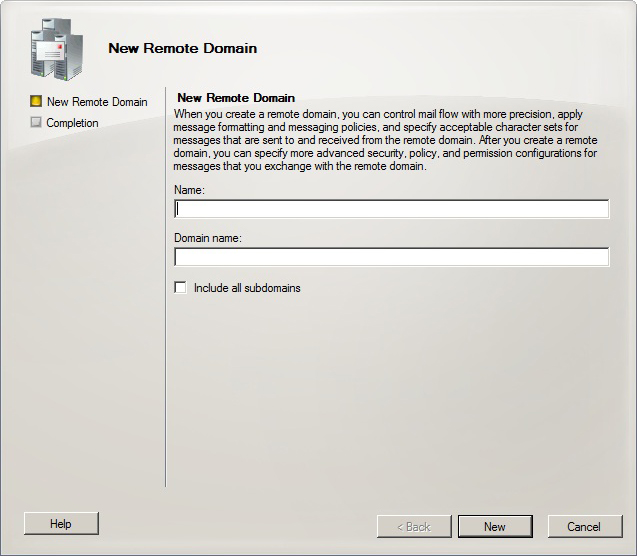 New Remote Domain
New Remote Domain
Completion
New Remote Domain
When you create a remote domain, you can control mail flow with more precision, apply
message formatting and messaging policies, and specify acceptable character sets for
messages that are sent to and received from the remote domain. After you create a remote
domain, you can specify more advanced security, policy, and permission configurations for
messages that you exchange with the remote domain.
Name:
Domain name:
Include all subdomains
Help
< Back
New
Cancel